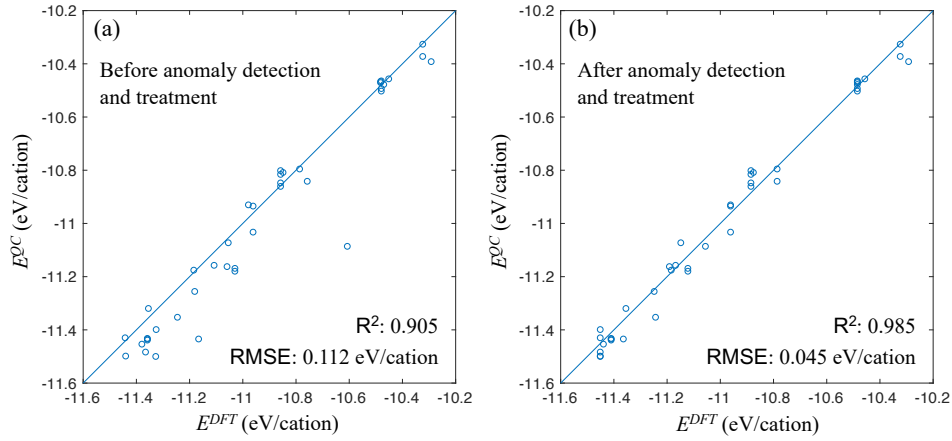 (a)
Before anomaly detection
and treatment
R²: 0.905
RMSE: 0.112 eV/cation
-10.2
-10.4
-10.6
-10.8
-11
-11.2
-11.4
-11.6
E^QC (eV/cation)
-11.6 -11.4 -11.2 -11 -10.8 -10.6 -10.4 -10.2
E^DFT (eV/cation)
(b)
After anomaly detection
and treatment
R²: 0.985
RMSE: 0.045 eV/cation
-10.2
-10.4
-10.6
-10.8
-11
-11.2
-11.4
-11.6
E^QC (eV/cation)
-11.6 -11.4 -11.2 -11 -10.8 -10.6 -10.4 -10.2
E^DFT (eV/cation)